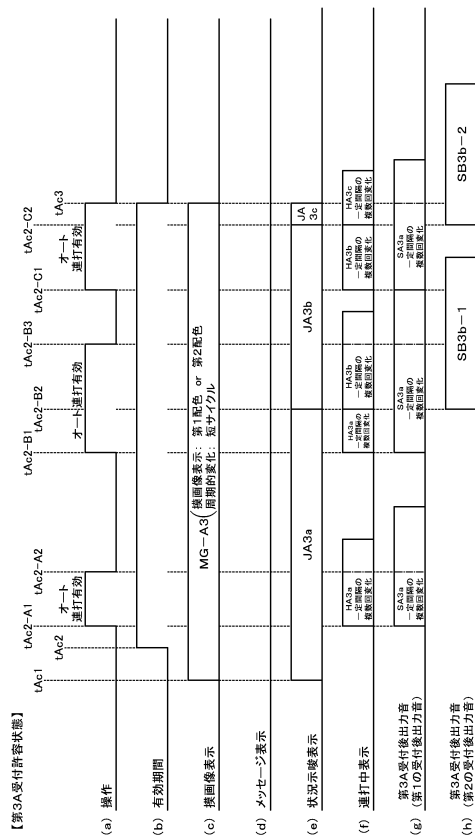 【第3A受付許容状態】
tAc1
tAc2
tAc2-A1
tAc2-A2
tAc2-B1
tAc2-B2
tAc2-B3
tAc2-C1
tAc2-C2
tAc3
(a) 操作
オート
連打有効
オート連打有効
オート
連打有効
(b) 有効期間
(c) 摸画像表示
MG-A3(摸画像表示: 第1配色 or 第2配色
周期的変化: 短サイクル
(d) メッセージ表示
(e) 状況示唆表示
JA3a
JA3b
JA
3c
(f) 連打中表示
HA3a
一定間隔の
複数回変化
HA3a
一定間隔の
複数回変化
HA3b
一定間隔の
複数回変化
HA3b
一定間隔の
複数回変化
HA3c
一定間隔の
複数回変化
(g) 第3A受付後出力音
(第1の受付後出力音)
SA3a
一定間隔の
複数回変化
SA3a
一定間隔の
複数回変化
SA3a
一定間隔の
複数回変化
(h) 第3A受付後出力音
(第2の受付後出力音)
SB3b-1
SB3b-2